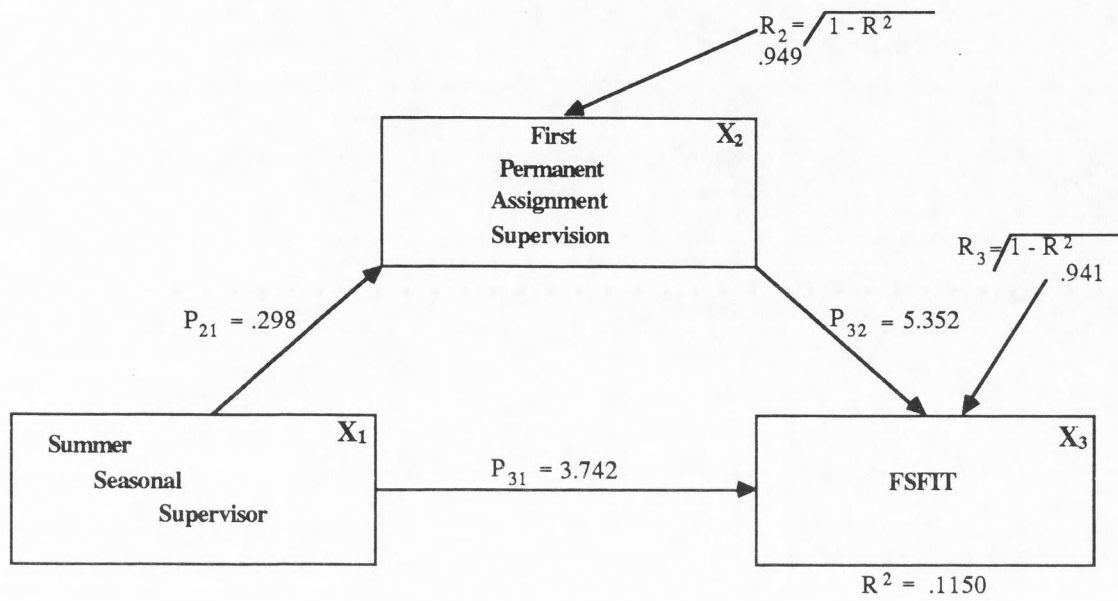 R₂ = √1 - R²
.949
First X₂
Permanent
Assignment
Supervision
R₃ = √1 - R²
.941
P₂₁ = .298
P₃₂ = 5.352
Summer X₁
Seasonal
Supervisor
P₃₁ = 3.742
X₃
FSFIT
R² = .1150